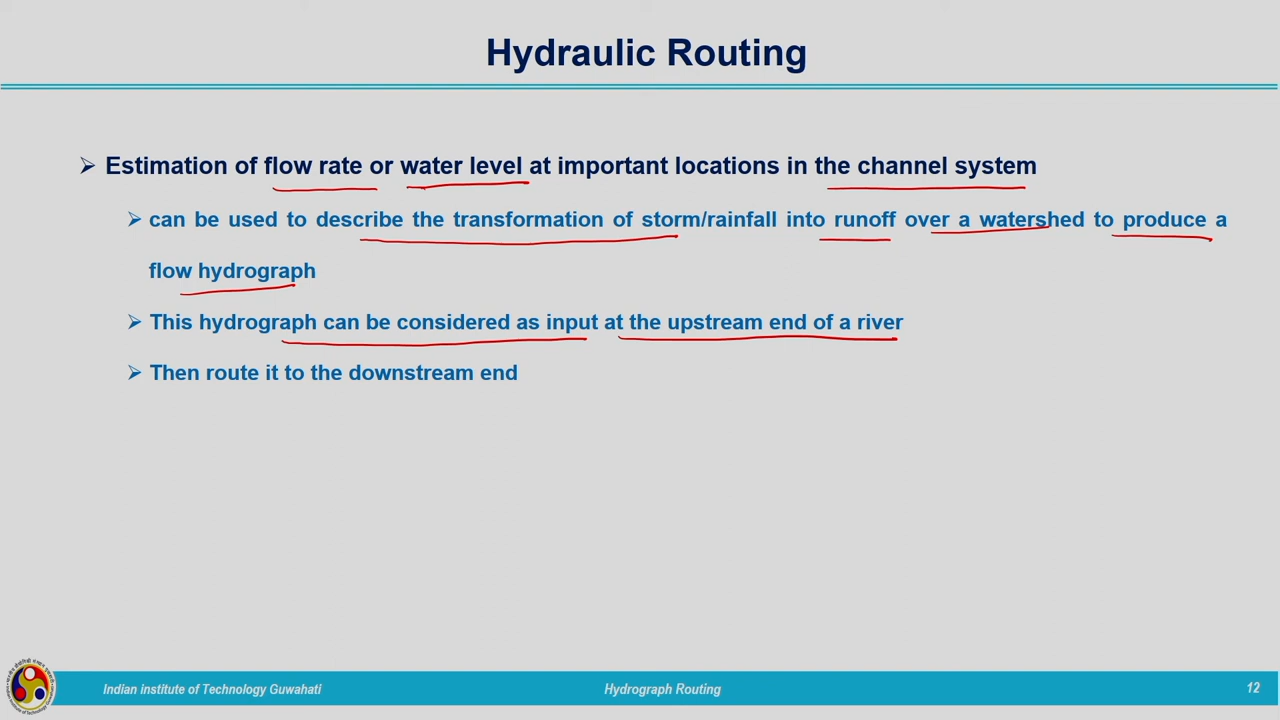 Hydraulic Routing
➢ Estimation of flow rate or water level at important locations in the channel system
➢ can be used to describe the transformation of storm/rainfall into runoff over a watershed to produce a
flow hydrograph
➢ This hydrograph can be considered as input at the upstream end of a river
➢ Then route it to the downstream end
Indian institute of Technology Guwahati
Hydrograph Routing
12